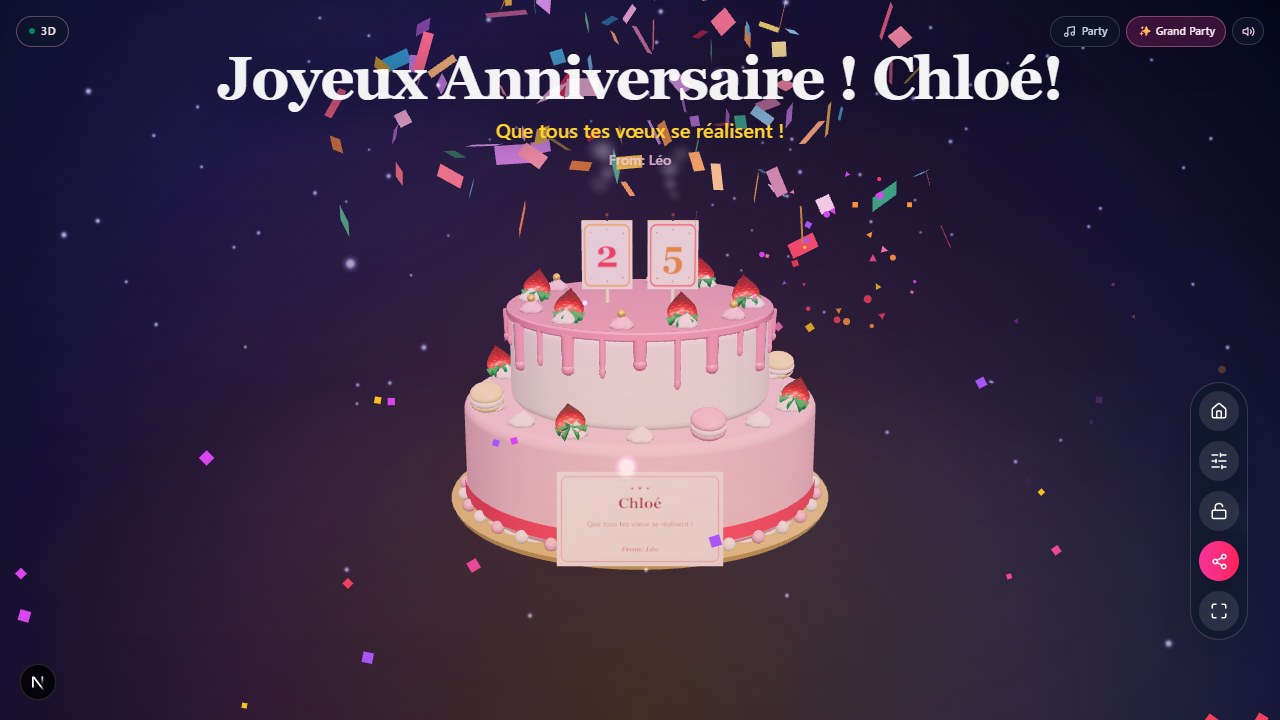 3D
Party
Grand Party
Joyeux Anniversaire ! Chloé!
Que tous tes vœux se réalisent !
From: Léo
2 5
Chloé
Que tous tes vœux se réalisent !
From: Léo
N